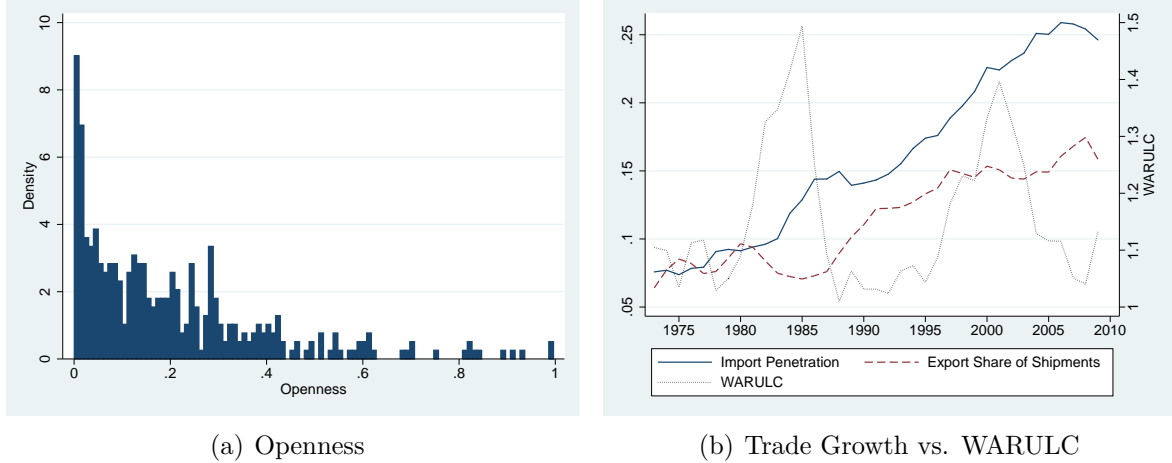 10
8
6
4
2
0
Density
0 .2 .4 .6 .8 1
Openness
(a) Openness
.25
.2
.15
.1
.05
1.5
1.4
1.3
1.2
1.1
1
WARULC
1975 1980 1985 1990 1995 2000 2005 2010
Import Penetration Export Share of Shipments
WARULC
(b) Trade Growth vs. WARULC